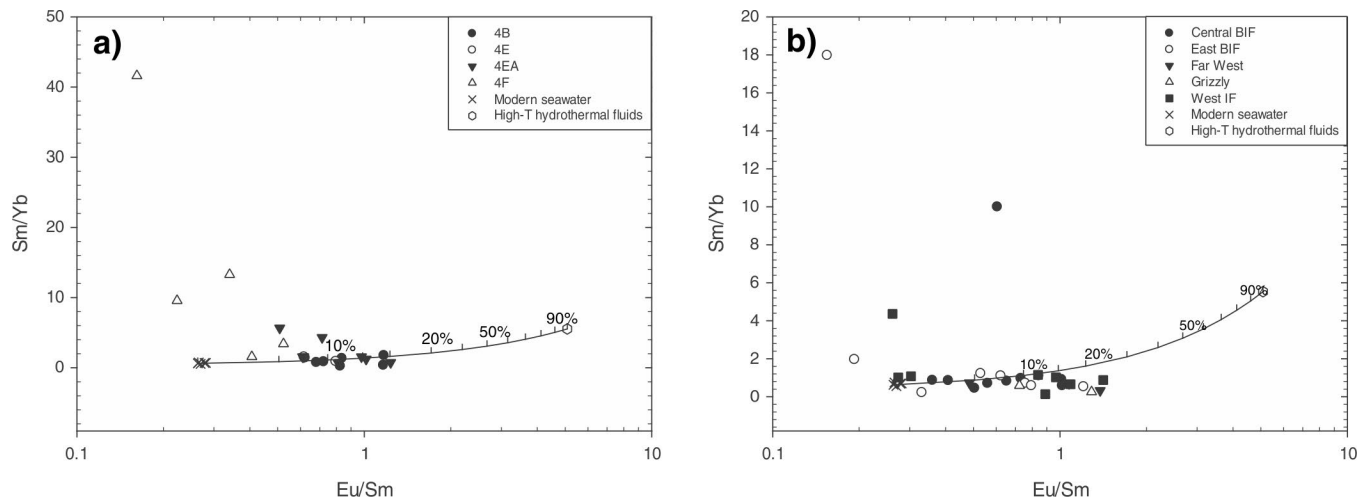 a)
4B
4E
4EA
4F
Modern seawater
High-T hydrothermal fluids
50
40
30
20
10
0
Sm/Yb
10%
20%
50%
90%
0.1
1
10
Eu/Sm
b)
Central BIF
East BIF
Far West
Grizzly
West IF
Modern seawater
High-T hydrothermal fluids
20
18
16
14
12
10
8
6
4
2
0
Sm/Yb
10%
20%
50%
90%
0.1
1
10
Eu/Sm